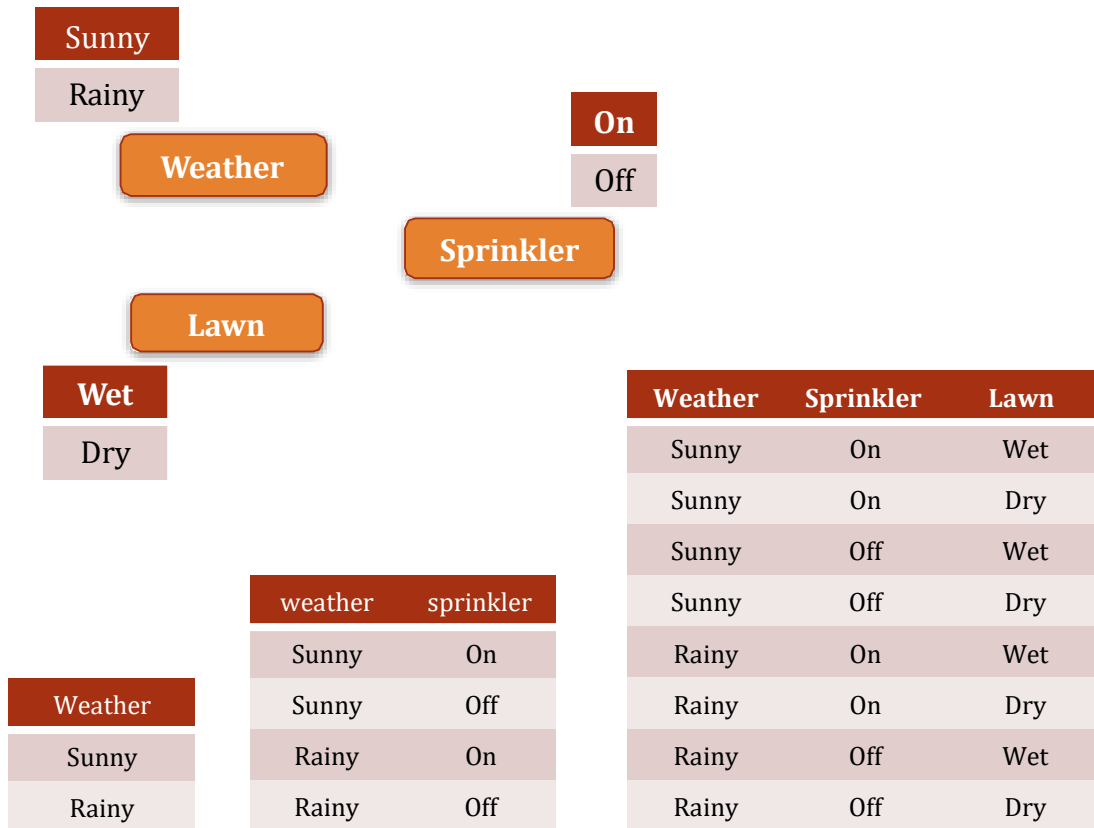 Sunny
Rainy
Weather
On
Off
Sprinkler
Lawn
Wet
Dry
Weather
Sunny
Rainy
weather sprinkler
Sunny On
Sunny Off
Rainy On
Rainy Off
Weather Sprinkler Lawn
Sunny On Wet
Sunny On Dry
Sunny Off Wet
Sunny Off Dry
Rainy On Wet
Rainy On Dry
Rainy Off Wet
Rainy Off Dry